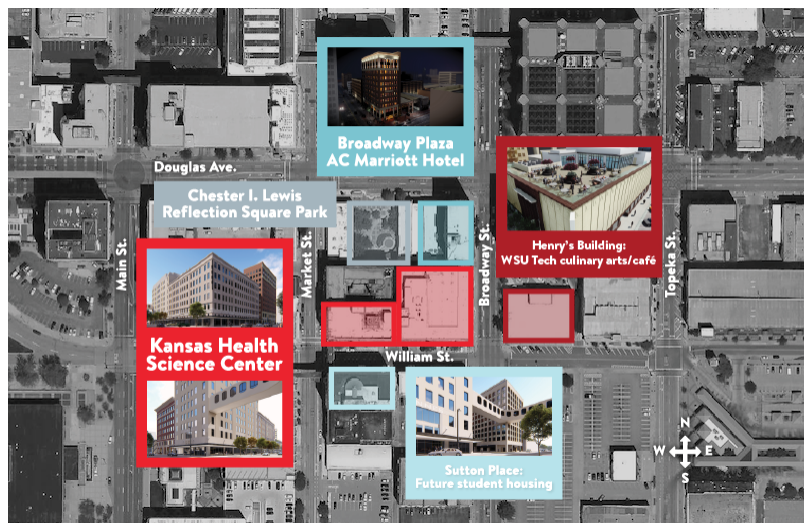 Broadway Plaza
AC Marriott Hotel
Douglas Ave.
Chester I. Lewis
Reflection Square Park
Henry's Building:
WSU Tech culinary arts/café
Main St.
Market St.
Broadway St.
Topeka St.
Kansas Health
Science Center
William St.
Sutton Place:
Future student housing
N
W
E
S